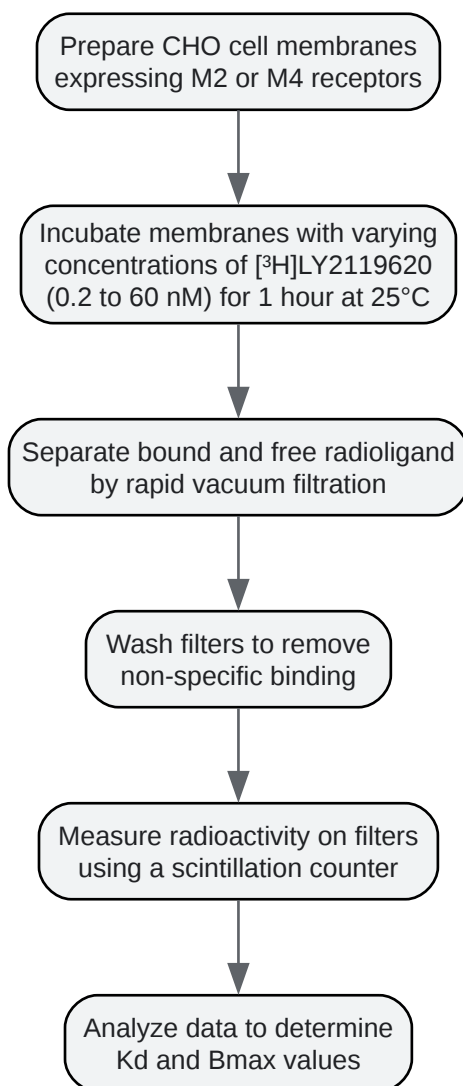 Prepare CHO cell membranes
expressing M2 or M4 receptors
Incubate membranes with varying
concentrations of [³H]LY2119620
(0.2 to 60 nM) for 1 hour at 25°C
Separate bound and free radioligand
by rapid vacuum filtration
Wash filters to remove
non-specific binding
Measure radioactivity on filters
using a scintillation counter
Analyze data to determine
Kd and Bmax values